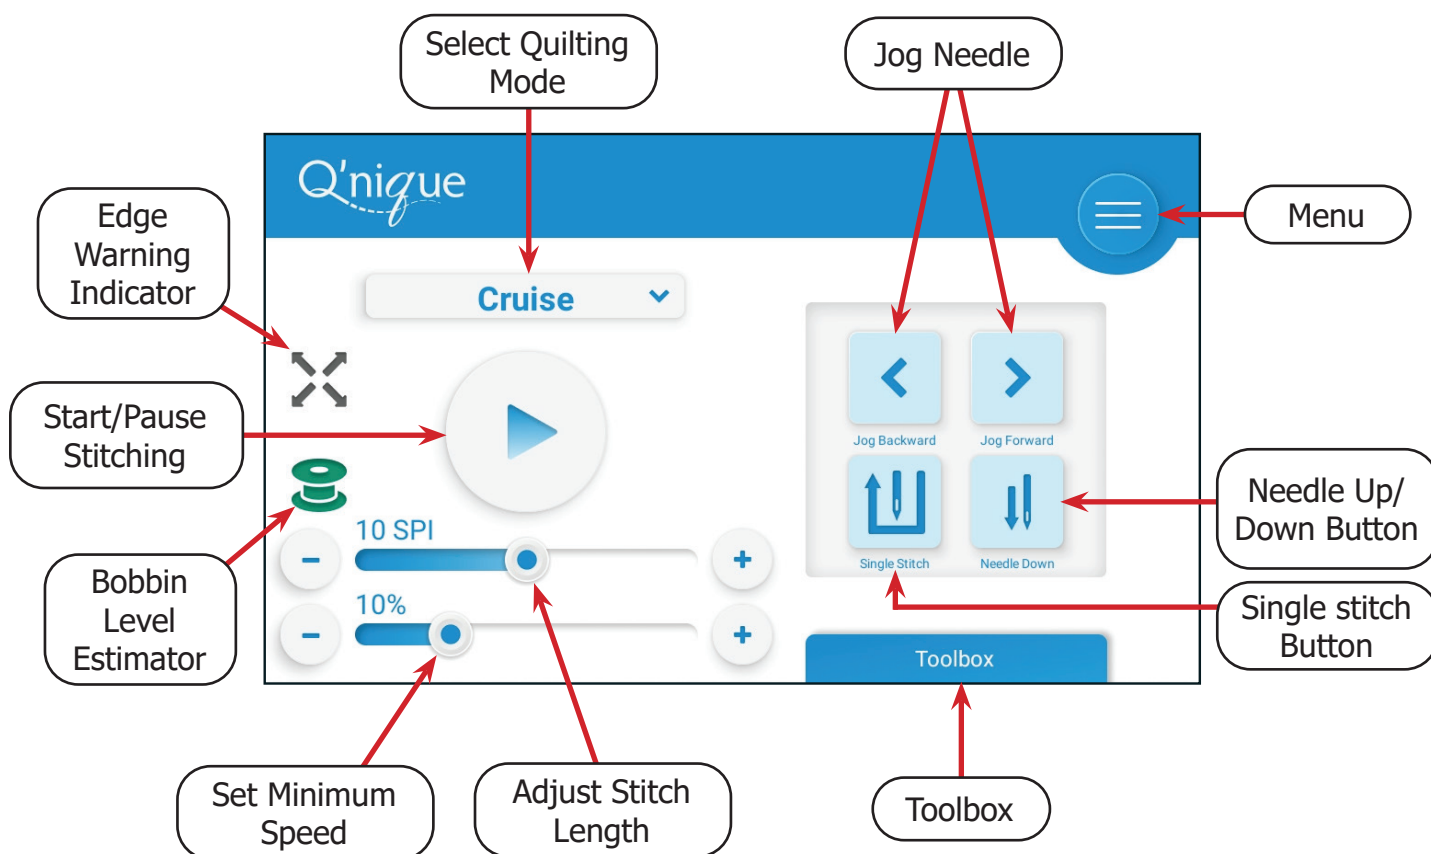 Select Quilting
Mode
Jog Needle
Q'nique
Menu
Edge
Warning
Indicator
Cruise
Start/Pause
Stitching
Jog Backward
Jog Forward
Needle Up/
Down Button
10 SPI
Single Stitch
Needle Down
Bobbin
Level
Estimator
10%
Single stitch
Button
Toolbox
Set Minimum
Speed
Adjust Stitch
Length
Toolbox